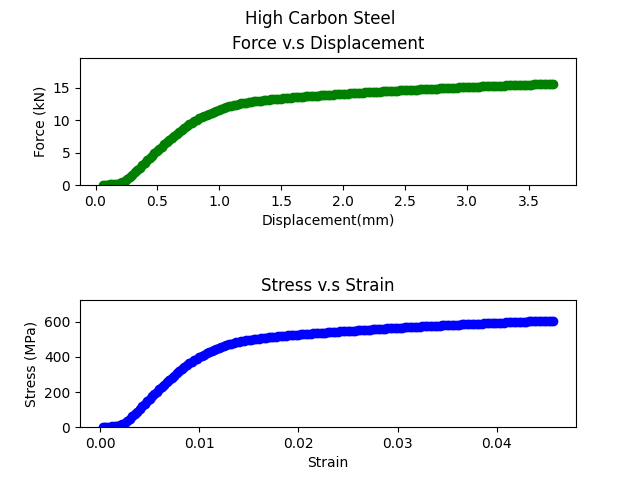 High Carbon Steel
Force v.s Displacement
Force (kN)
15
10
5
0
0.0 0.5 1.0 1.5 2.0 2.5 3.0 3.5
Displacement(mm)
Stress v.s Strain
Stress (MPa)
600
400
200
0
0.00 0.01 0.02 0.03 0.04
Strain